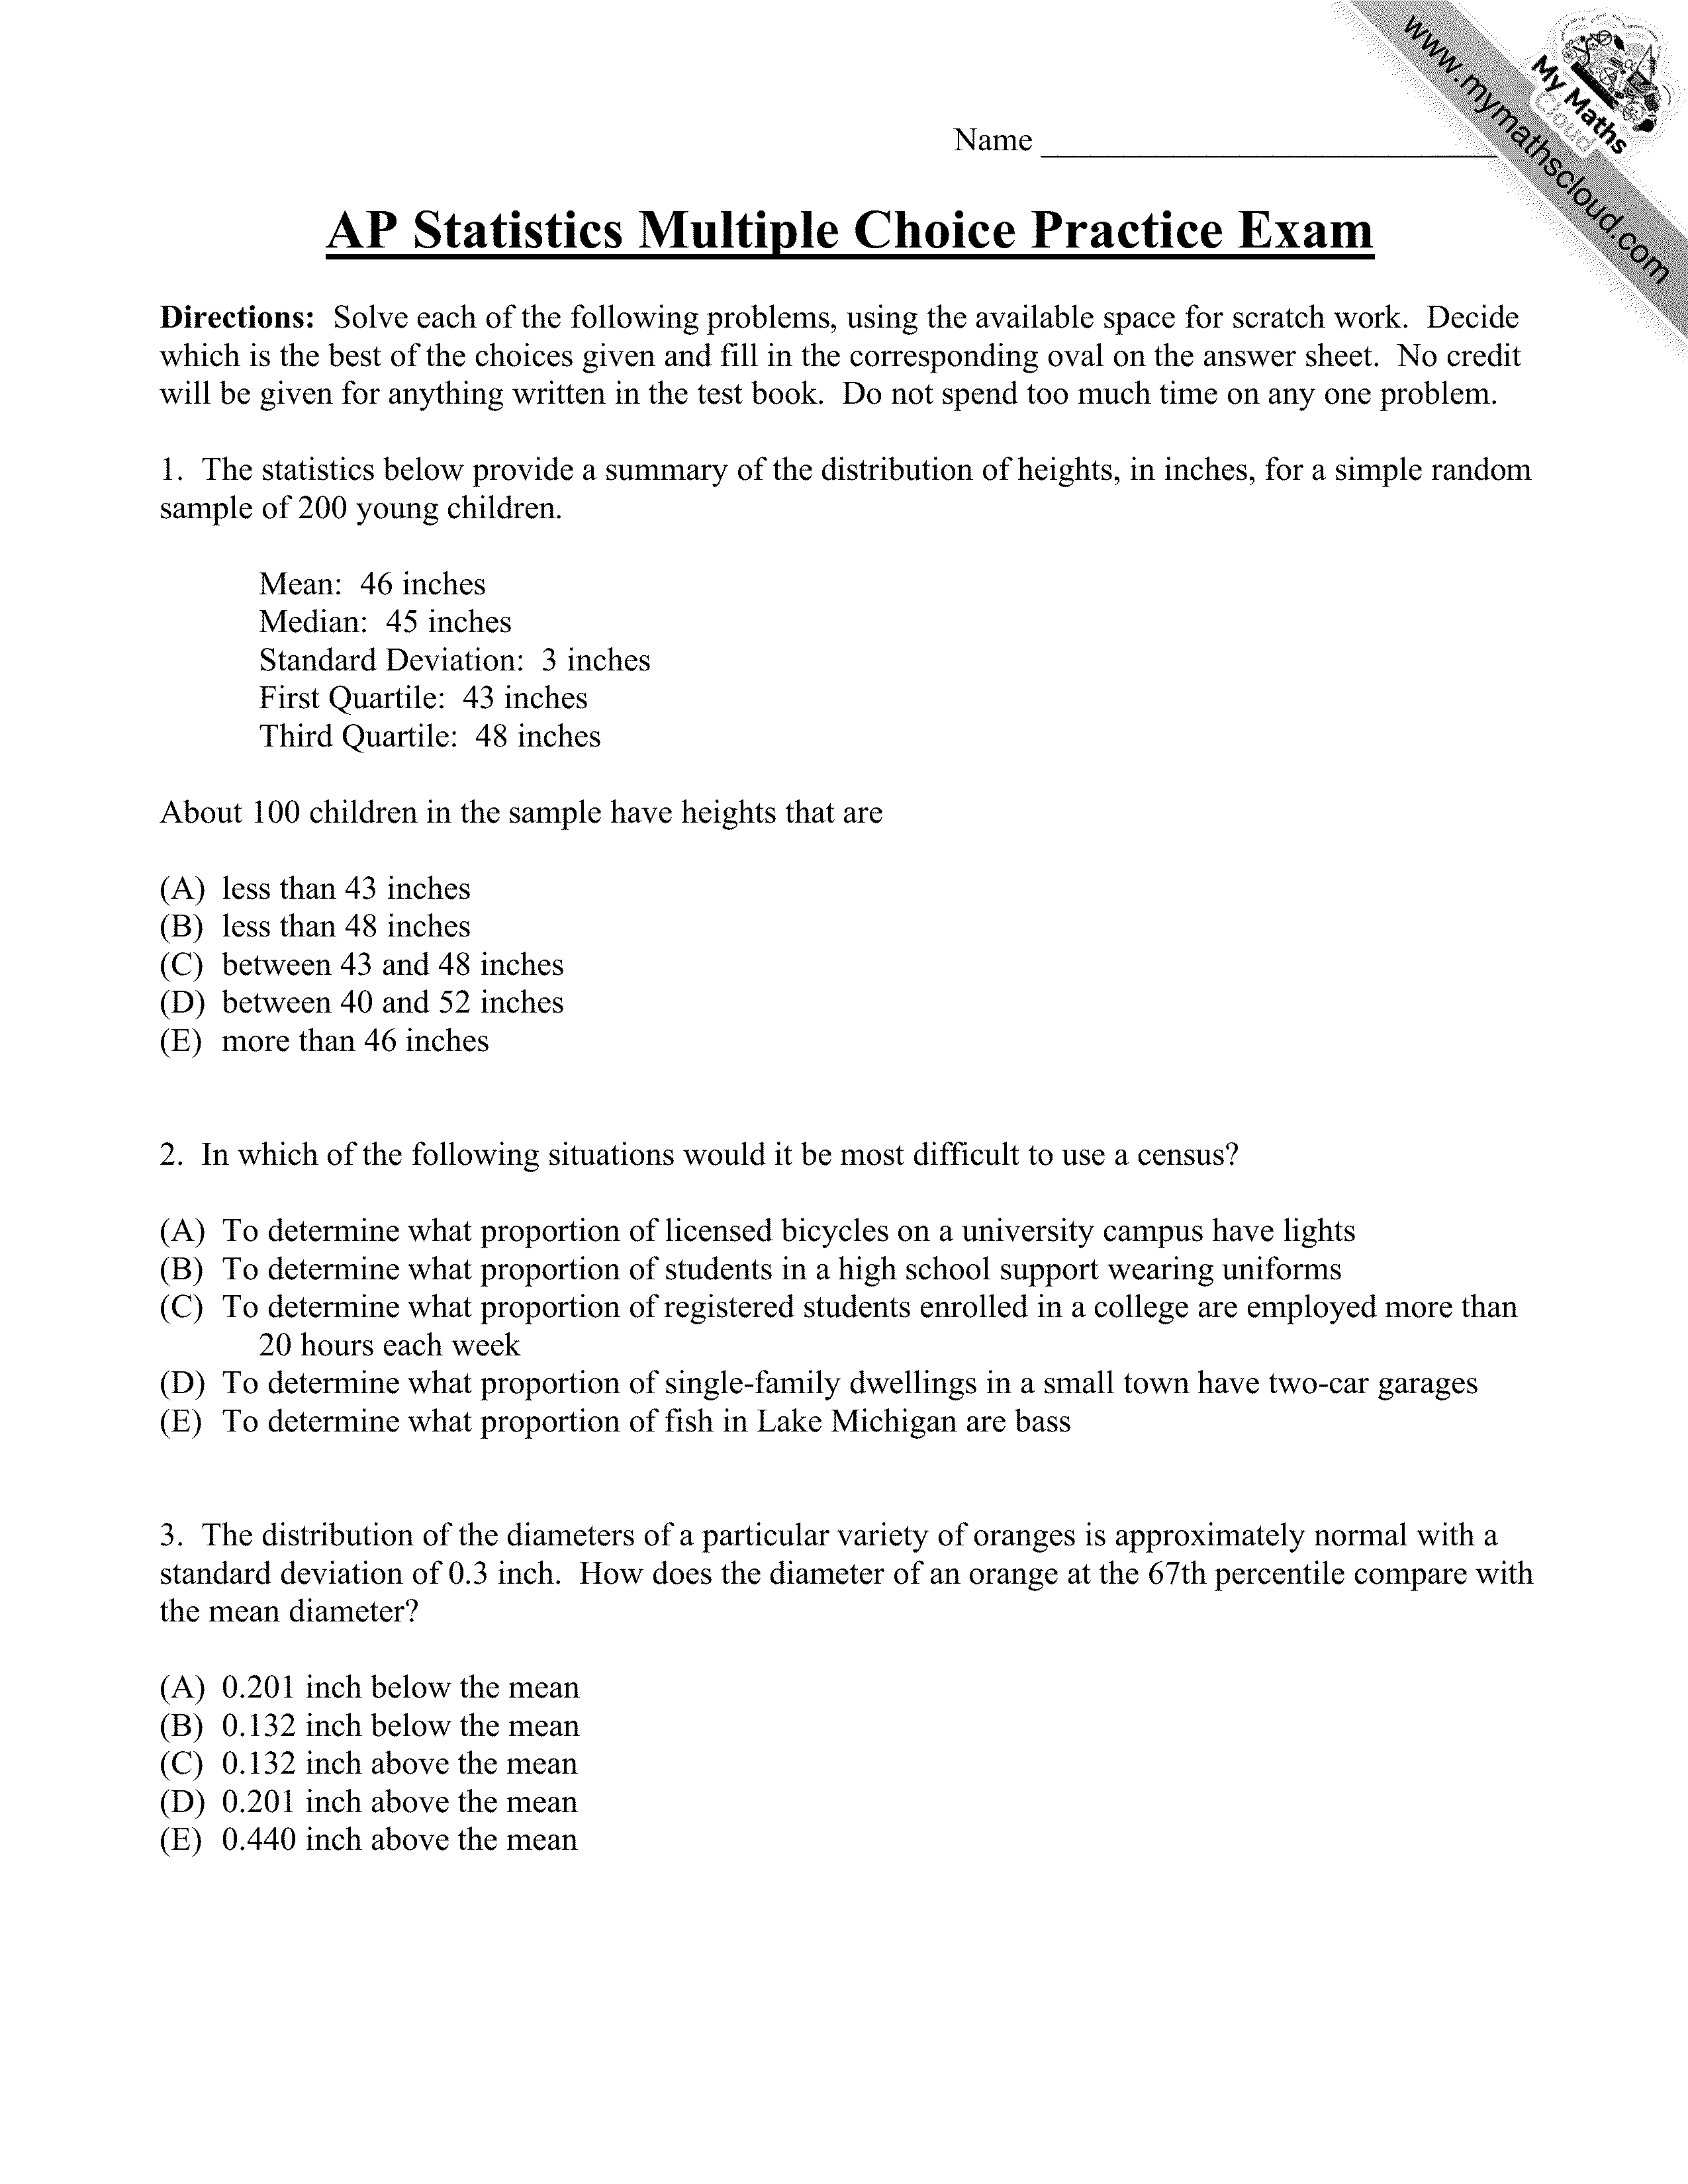 www.mymathscloud.com
My Maths
Cloud
Name
AP Statistics Multiple Choice Practice Exam
Directions:  Solve each of the following problems, using the available space for scratch work.  Decide
which is the best of the choices given and fill in the corresponding oval on the answer sheet.  No credit
will be given for anything written in the test book.  Do not spend too much time on any one problem.
1.  The statistics below provide a summary of the distribution of heights, in inches, for a simple random
sample of 200 young children.
Mean:  46 inches
Median:  45 inches
Standard Deviation:  3 inches
First Quartile:  43 inches
Third Quartile:  48 inches
About 100 children in the sample have heights that are
(A)  less than 43 inches
(B)  less than 48 inches
(C)  between 43 and 48 inches
(D)  between 40 and 52 inches
(E)  more than 46 inches
2.  In which of the following situations would it be most difficult to use a census?
(A)  To determine what proportion of licensed bicycles on a university campus have lights
(B)  To determine what proportion of students in a high school support wearing uniforms
(C)  To determine what proportion of registered students enrolled in a college are employed more than
20 hours each week
(D)  To determine what proportion of single-family dwellings in a small town have two-car garages
(E)  To determine what proportion of fish in Lake Michigan are bass
3.  The distribution of the diameters of a particular variety of oranges is approximately normal with a
standard deviation of 0.3 inch.  How does the diameter of an orange at the 67th percentile compare with
the mean diameter?
(A)  0.201 inch below the mean
(B)  0.132 inch below the mean
(C)  0.132 inch above the mean
(D)  0.201 inch above the mean
(E)  0.440 inch above the mean